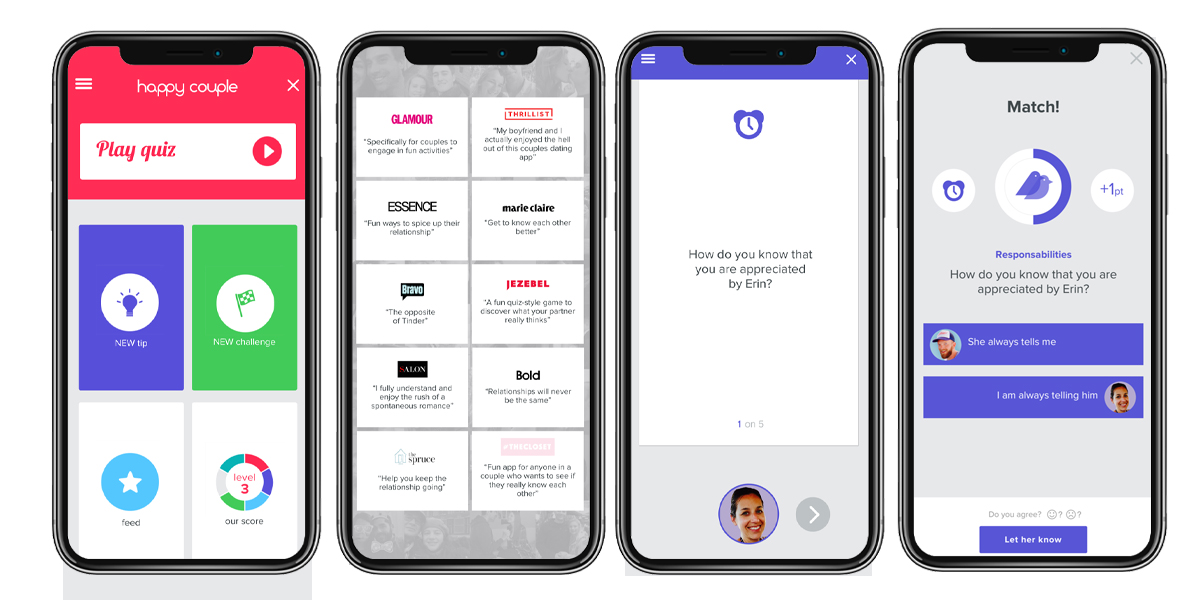 happy couple
Play quiz
NEW tip
NEW challenge
feed
level
3
our score
GLAMOUR
"Specifically for couples to
engage in fun activities"
THRILLIST
"My boyfriend and I
actually enjoyed the hell
out of this couples dating
app"
ESSENCE
"Fun ways to spice up their
relationship"
marie claire
"Get to know each other
better"
Bravo
"The opposite
of Tinder"
JEZEBEL
"A fun quiz-style game to
discover what your partner
really thinks"
SALON
"I fully understand and
enjoy the rush of a
spontaneous romance"
Bold
"Relationships will never
be the same"
the
spruce
"Help you keep the
relationship going"
#THECLOSET
"Fun app for anyone in a
couple who wants to see if
they really know each
other"
How do you know that
you are appreciated
by Erin?
1 on 5
Match!
+1pt
Responsabilities
How do you know that you are
appreciated by Erin?
She always tells me
I am always telling him
Do you agree? ☺? ☹?
Let her know